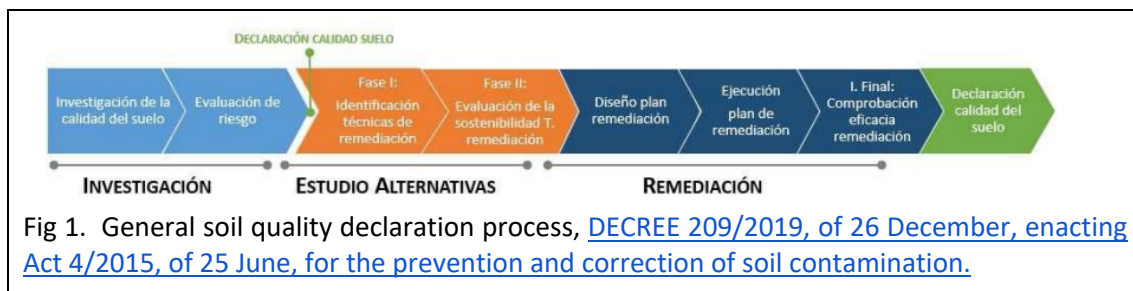 DECLARACIÓN CALIDAD SUELO
Investigación de la
calidad del suelo
Evaluación de
riesgo
Fase I:
Identificación
técnicas de
remediación
Fase II:
Evaluación de la
sostenibilidad T.
remediación
Diseño plan
remediación
Ejecución
plan de
remediación
I. Final:
Comprobación
eficacia
remediación
Declaración
calidad del
suelo
INVESTIGACIÓN
ESTUDIO ALTERNATIVAS
REMEDIACIÓN
Fig 1. General soil quality declaration process, DECREE 209/2019, of 26 December, enacting
Act 4/2015, of 25 June, for the prevention and correction of soil contamination.